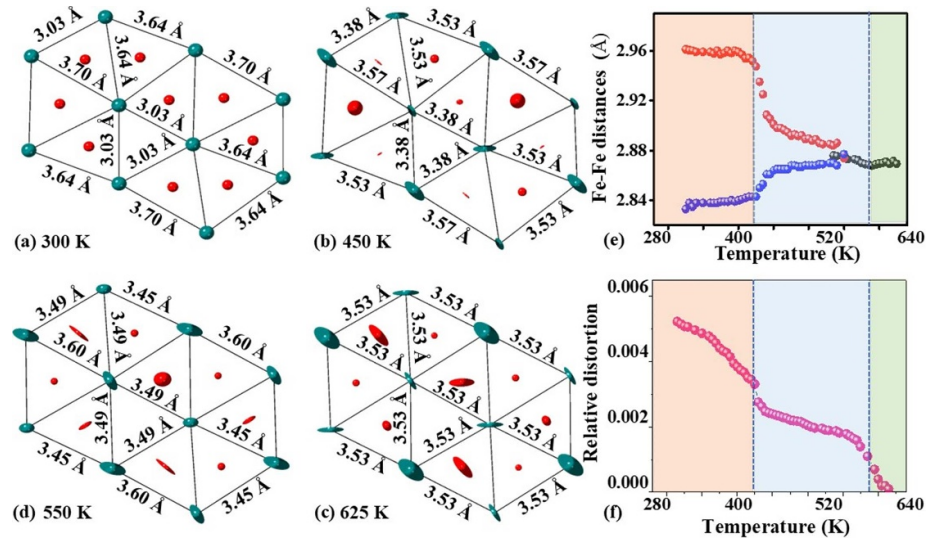 3.03 Å
3.64 Å
3.64 Å
3.70 Å
3.70 Å
3.03 Å
3.03 Å
3.03 Å
3.64 Å
3.64 Å
3.70 Å
3.64 Å
(a) 300 K
3.38 Å
3.53 Å
3.53 Å
3.57 Å
3.57 Å
3.38 Å
3.38 Å
3.38 Å
3.53 Å
3.53 Å
3.57 Å
3.53 Å
(b) 450 K
Fe-Fe distances (Å)
2.96
2.92
2.88
2.84
280
400
520
640
Temperature (K)
(e)
3.49 Å
3.45 Å
3.49 Å
3.60 Å
3.60 Å
3.49 Å
3.49 Å
3.49 Å
3.45 Å
3.45 Å
3.60 Å
3.45 Å
(d) 550 K
3.53 Å
3.53 Å
3.53 Å
3.53 Å
3.53 Å
3.53 Å
3.53 Å
3.53 Å
3.53 Å
3.53 Å
3.53 Å
3.53 Å
(c) 625 K
Relative distortion
0.006
0.004
0.002
0.000
280
400
520
640
Temperature (K)
(f)